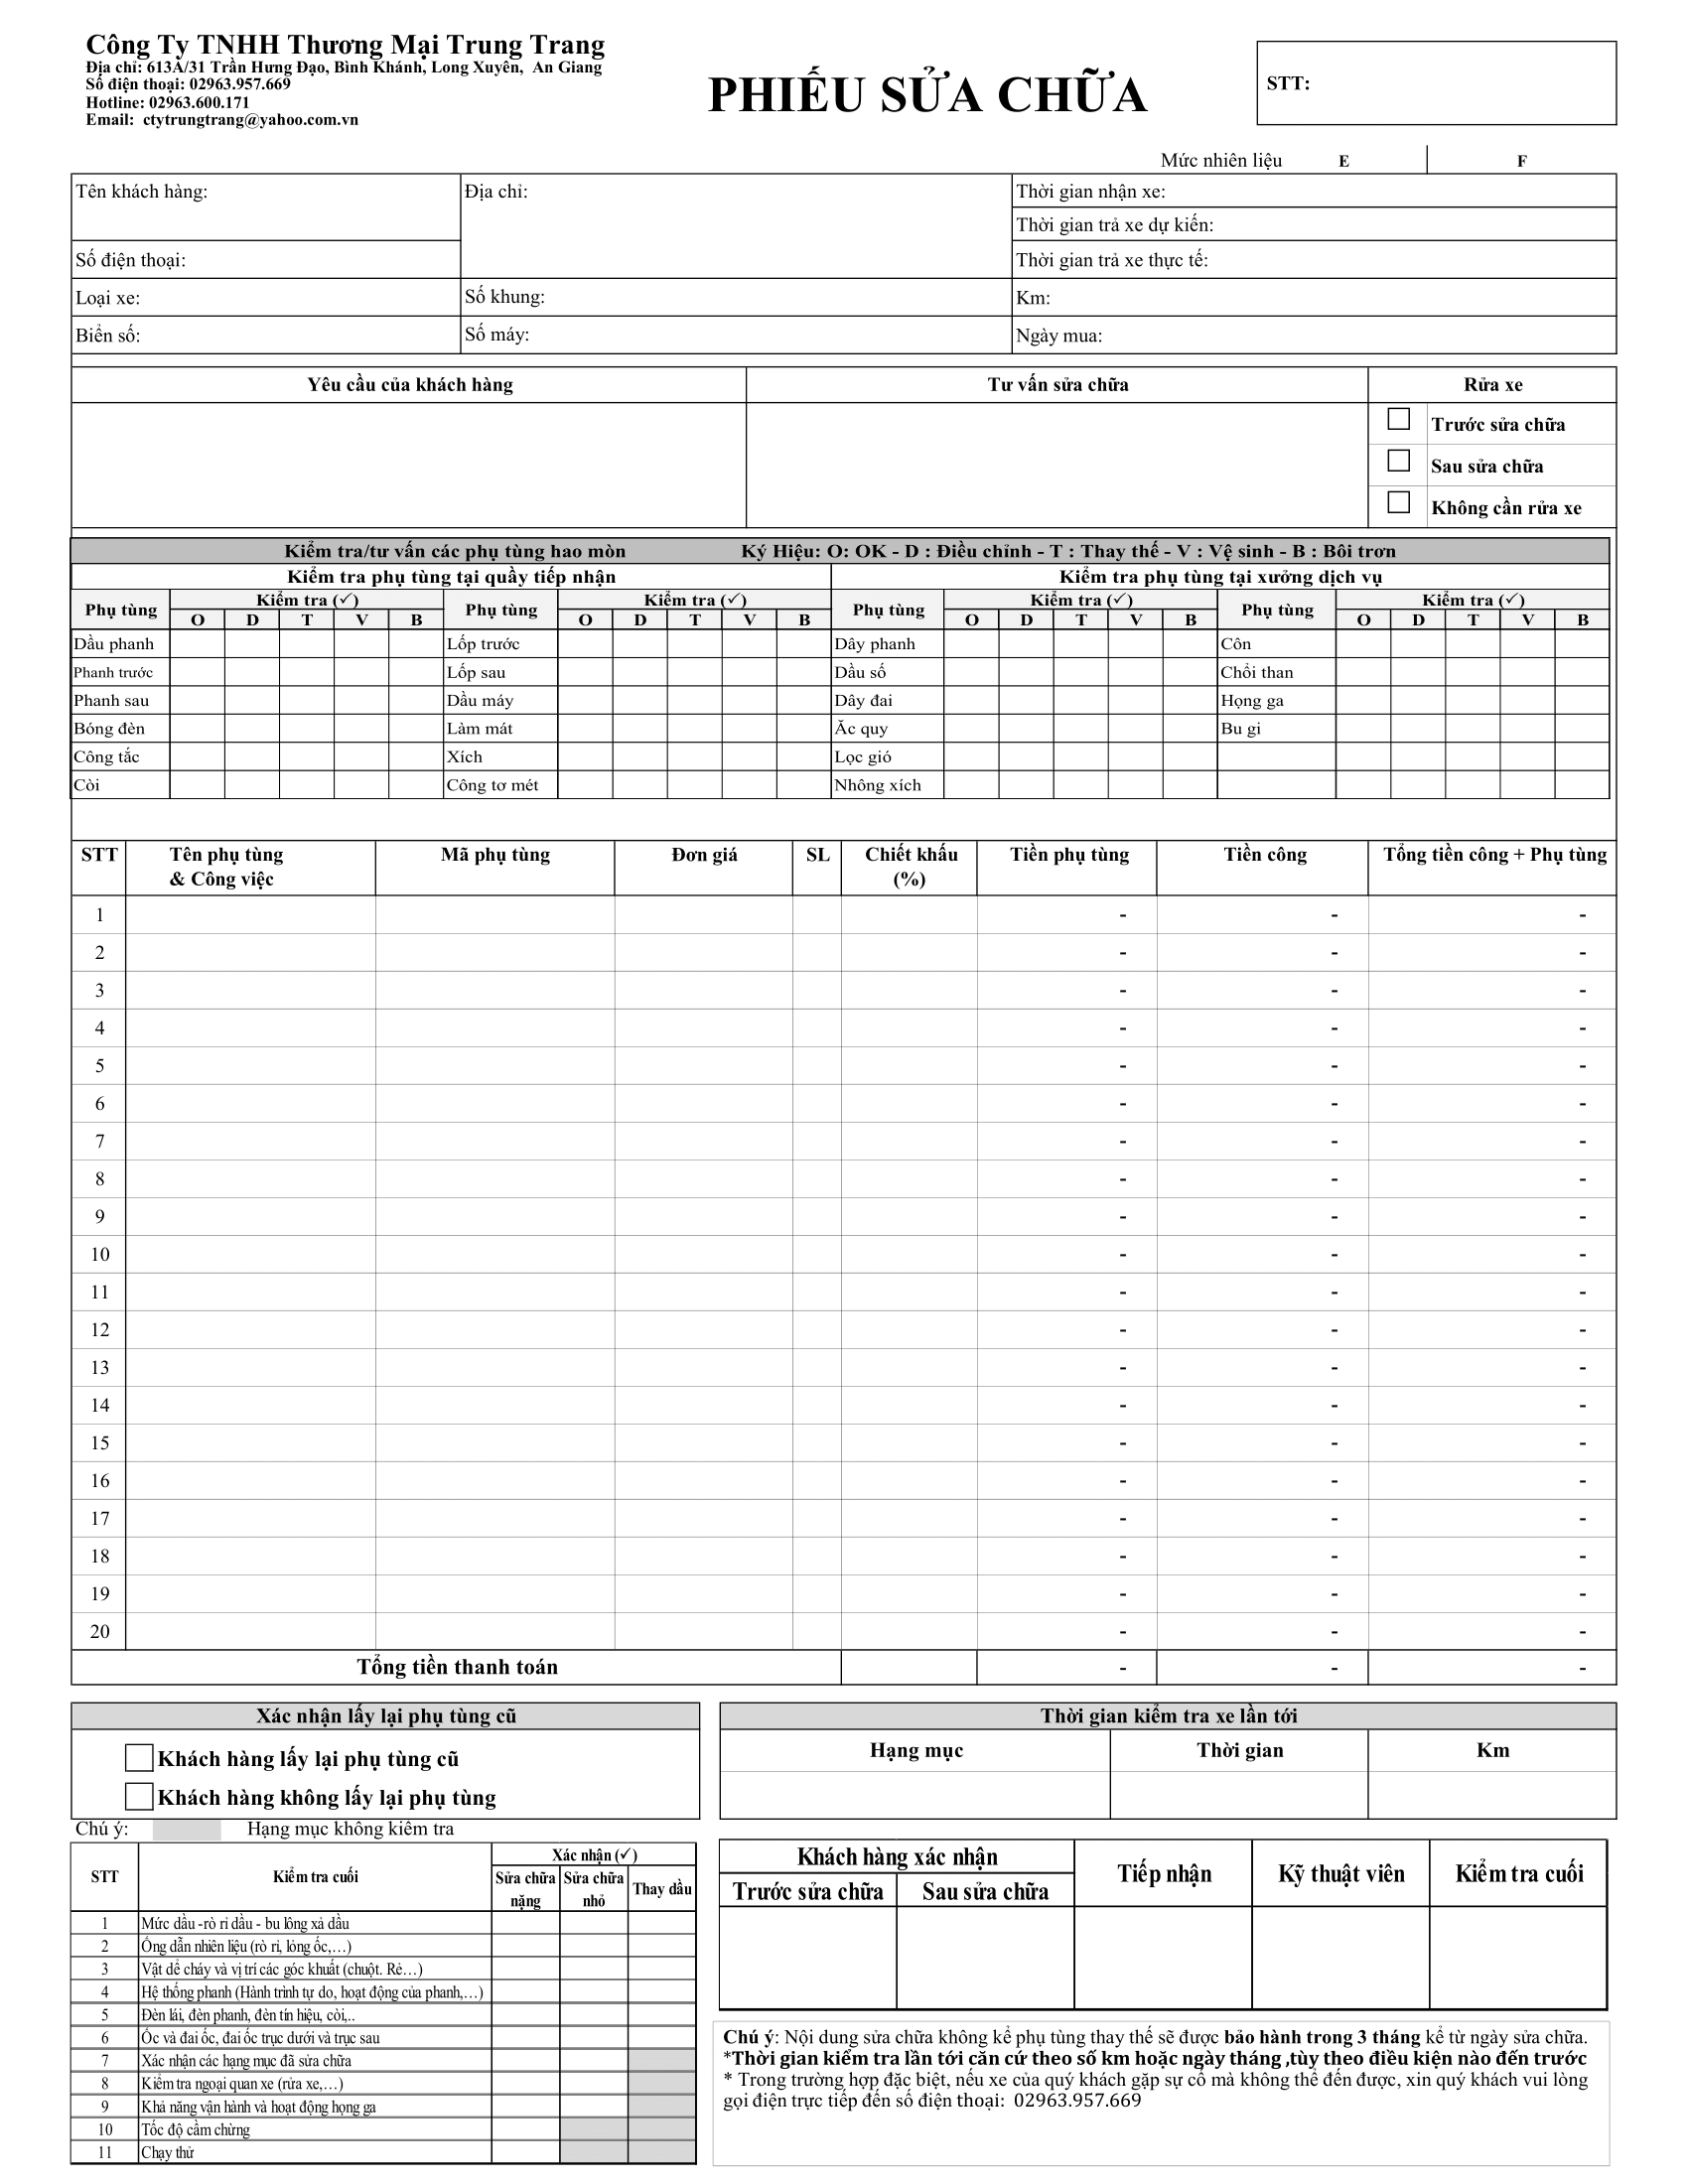 Công Ty TNHH Thương Mại Trung Trang
Địa chỉ: 613A/31 Trần Hưng Đạo, Bình Khánh, Long Xuyên, An Giang
Số điện thoại: 02963.957.669
Hotline: 02963.600.171
Email: ctytrungtrang@yahoo.com.vn
PHIẾU SỬA CHỮA
STT:
Mức nhiên liệu E F
Tên khách hàng: Địa chỉ: Thời gian nhận xe:
Thời gian trả xe dự kiến:
Số điện thoại: Thời gian trả xe thực tế:
Loại xe: Số khung: Km:
Biển số: Số máy: Ngày mua:
Yêu cầu của khách hàng Tư vấn sửa chữa Rửa xe
Trước sửa chữa
Sau sửa chữa
Không cần rửa xe
Kiểm tra/tư vấn các phụ tùng hao mòn Ký Hiệu: O: OK - D : Điều chỉnh - T : Thay thế - V : Vệ sinh - B : Bôi trơn
Kiểm tra phụ tùng tại quầy tiếp nhận Kiểm tra phụ tùng tại xưởng dịch vụ
Phụ tùng Kiểm tra (✓) Phụ tùng Kiểm tra (✓) Phụ tùng Kiểm tra (✓) Phụ tùng Kiểm tra (✓)
O D T V B O D T V B O D T V B O D T V B
Dầu phanh Lốp trước Dây phanh Côn
Phanh trước Lốp sau Dầu số Chổi than
Phanh sau Dầu máy Dây đai Họng ga
Bóng đèn Làm mát Ắc quy Bu gi
Công tắc Xích Lọc gió
Còi Công tơ mét Nhông xích
STT Tên phụ tùng Mã phụ tùng Đơn giá SL Chiết khấu Tiền phụ tùng Tiền công Tổng tiền công + Phụ tùng
& Công việc (%)
1 - - -
2 - - -
3 - - -
4 - - -
5 - - -
6 - - -
7 - - -
8 - - -
9 - - -
10 - - -
11 - - -
12 - - -
13 - - -
14 - - -
15 - - -
16 - - -
17 - - -
18 - - -
19 - - -
20 - - -
Tổng tiền thanh toán - - -
Xác nhận lấy lại phụ tùng cũ
Khách hàng lấy lại phụ tùng cũ
Khách hàng không lấy lại phụ tùng
Thời gian kiểm tra xe lần tới
Hạng mục Thời gian Km
Chú ý: Hạng mục không kiểm tra
STT Kiểm tra cuối Xác nhận (✓)
Sửa chữa nặng Sửa chữa nhỏ Thay dầu
1 Mức dầu -rò rỉ dầu - bu lông xả dầu
2 Ống dẫn nhiên liệu (rò rỉ, lỏng ốc,…)
3 Vật dể cháy và vị trí các góc khuất (chuột. Rẻ…)
4 Hệ thống phanh (Hành trình tự do, hoạt động của phanh,…)
5 Đèn lái, đèn phanh, đèn tín hiệu, còi,..
6 Ốc và đai ốc, đai ốc trục dưới và trục sau
7 Xác nhận các hạng mục đã sửa chữa
8 Kiểm tra ngoại quan xe (rửa xe,…)
9 Khả năng vận hành và hoạt động họng ga
10 Tốc độ cầm chừng
11 Chạy thử
Khách hàng xác nhận Tiếp nhận Kỹ thuật viên Kiểm tra cuối
Trước sửa chữa Sau sửa chữa
Chú ý: Nội dung sửa chữa không kể phụ tùng thay thế sẽ được bảo hành trong 3 tháng kể từ ngày sửa chữa.
*Thời gian kiểm tra lần tới căn cứ theo số km hoặc ngày tháng ,tùy theo điều kiện nào đến trước
* Trong trường hợp đặc biệt, nếu xe của quý khách gặp sự cố mà không thể đến được, xin quý khách vui lòng
gọi điện trực tiếp đến số điện thoại: 02963.957.669